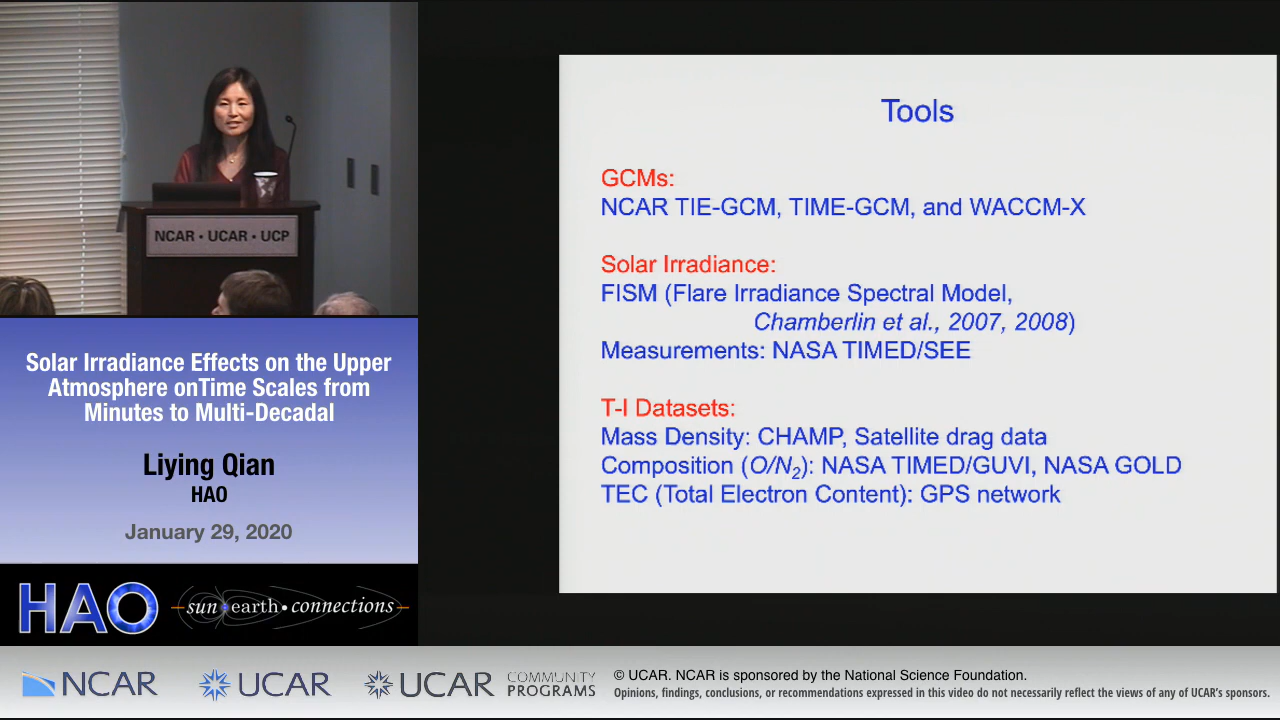 NCAR • UCAR • UCP
Solar Irradiance Effects on the Upper
Atmosphere onTime Scales from
Minutes to Multi-Decadal
Liying Qian
HAO
January 29, 2020
HAO
sun•earth•connections
Tools
GCMs:
NCAR TIE-GCM, TIME-GCM, and WACCM-X
Solar Irradiance:
FISM (Flare Irradiance Spectral Model,
Chamberlin et al., 2007, 2008)
Measurements: NASA TIMED/SEE
T-I Datasets:
Mass Density: CHAMP, Satellite drag data
Composition (O/N2): NASA TIMED/GUVI, NASA GOLD
TEC (Total Electron Content): GPS network
NCAR
UCAR
UCAR
COMMUNITY
PROGRAMS
© UCAR. NCAR is sponsored by the National Science Foundation.
Opinions, findings, conclusions, or recommendations expressed in this video do not necessarily reflect the views of any of UCAR's sponsors.